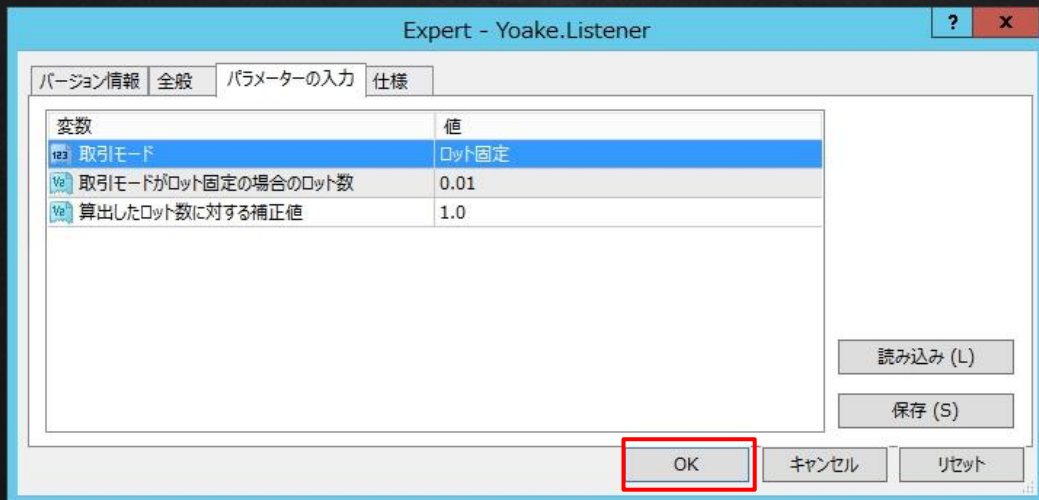 Expert - Yoake.Listener
? x
バージョン情報 全般 パラメーターの入力 仕様
変数 値
123 取引モード ロット固定
V2 取引モードがロット固定の場合のロット数 0.01
V2 算出したロット数に対する補正値 1.0
読み込み (L)
保存 (S)
OK キャンセル リセット